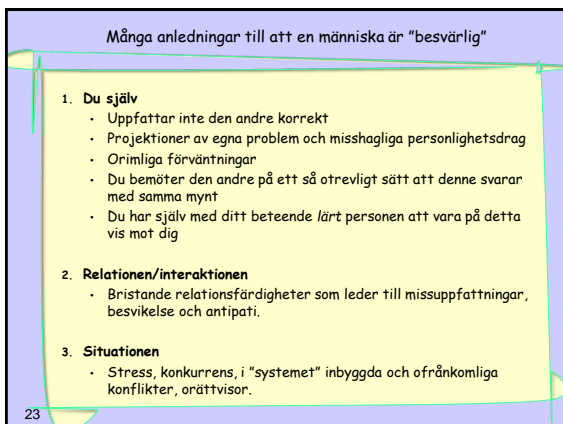 Många anledningar till att en människa är "besvärlig"
1. Du själv
• Uppfattar inte den andre korrekt
• Projektioner av egna problem och misshagliga personlighetsdrag
• Orimliga förväntningar
• Du bemöter den andre på ett så otrevligt sätt att denne svarar
med samma mynt
• Du har själv med ditt beteende lärt personen att vara på detta
vis mot dig
2. Relationen/interaktionen
• Bristande relationsfärdigheter som leder till missuppfattningar,
besvikelse och antipati.
3. Situationen
• Stress, konkurrens, i "systemet" inbyggda och ofrånkomliga
konflikter, orättvisor.
23